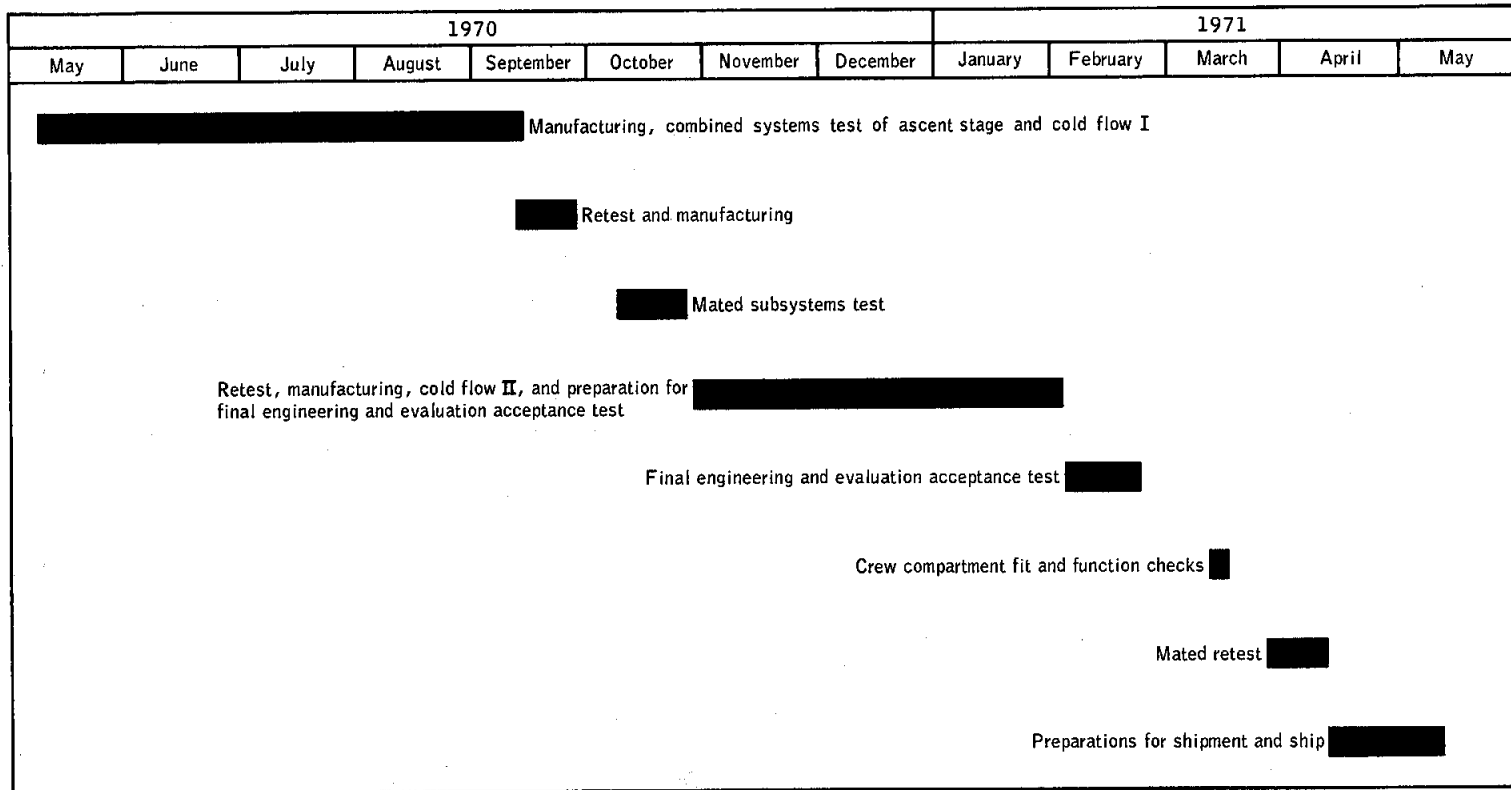 1970
1971
May
June
July
August
September
October
November
December
January
February
March
April
May
Manufacturing, combined systems test of ascent stage and cold flow I
Retest and manufacturing
Mated subsystems test
Retest, manufacturing, cold flow II, and preparation for
final engineering and evaluation acceptance test
Final engineering and evaluation acceptance test
Crew compartment fit and function checks
Mated retest
Preparations for shipment and ship